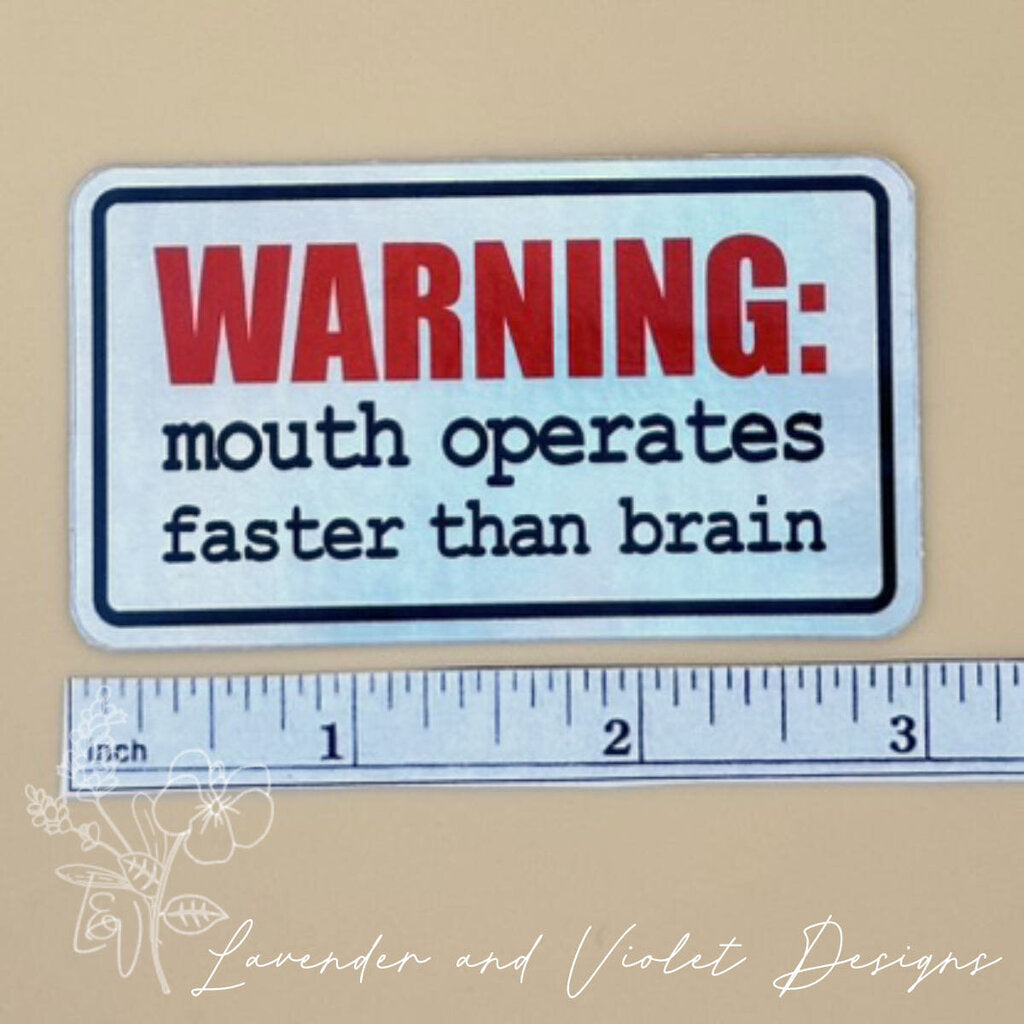 WARNING:
mouth operates
faster than brain
inch 1 2 3
L&V
Lavender and Violet Designs